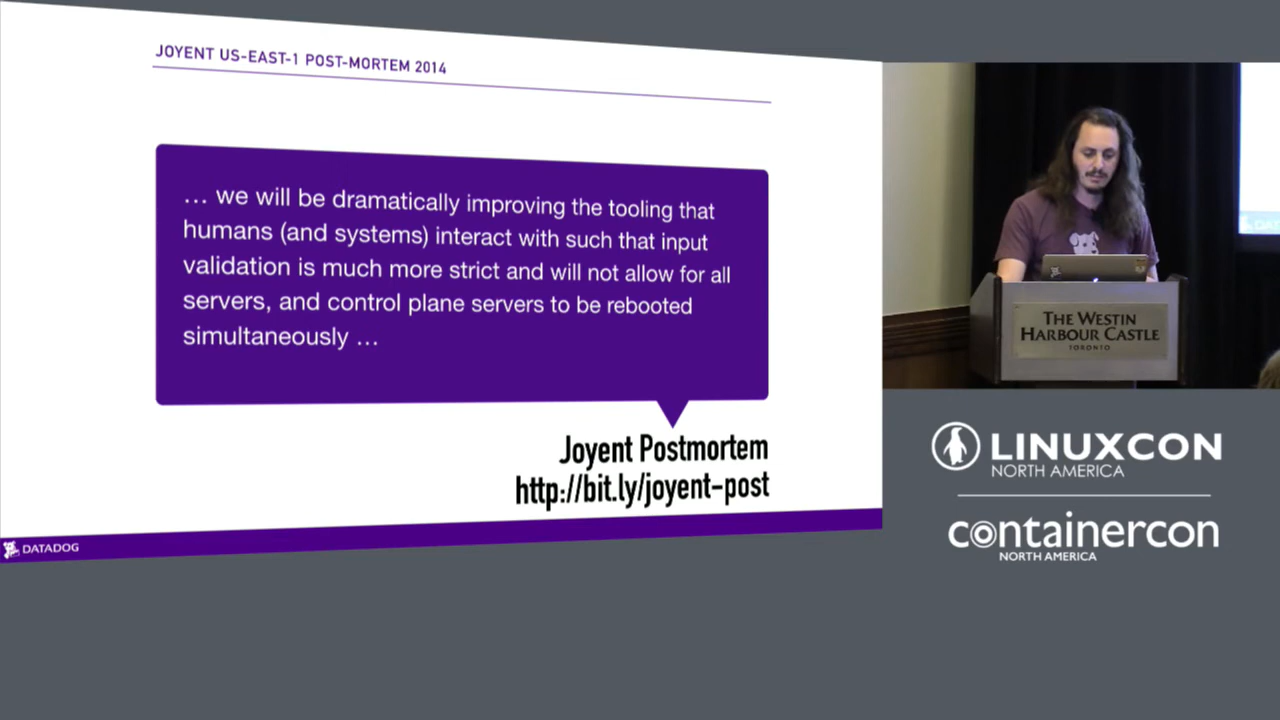 JOYENT US-EAST-1 POST-MORTEM 2014
… we will be dramatically improving the tooling that
humans (and systems) interact with such that input
validation is much more strict and will not allow for all
servers, and control plane servers to be rebooted
simultaneously …
Joyent Postmortem
http://bit.ly/joyent-post
DATADOG
THE WESTIN
HARBOUR CASTLE
TORONTO
LINUXCON
NORTH AMERICA
containercon
NORTH AMERICA